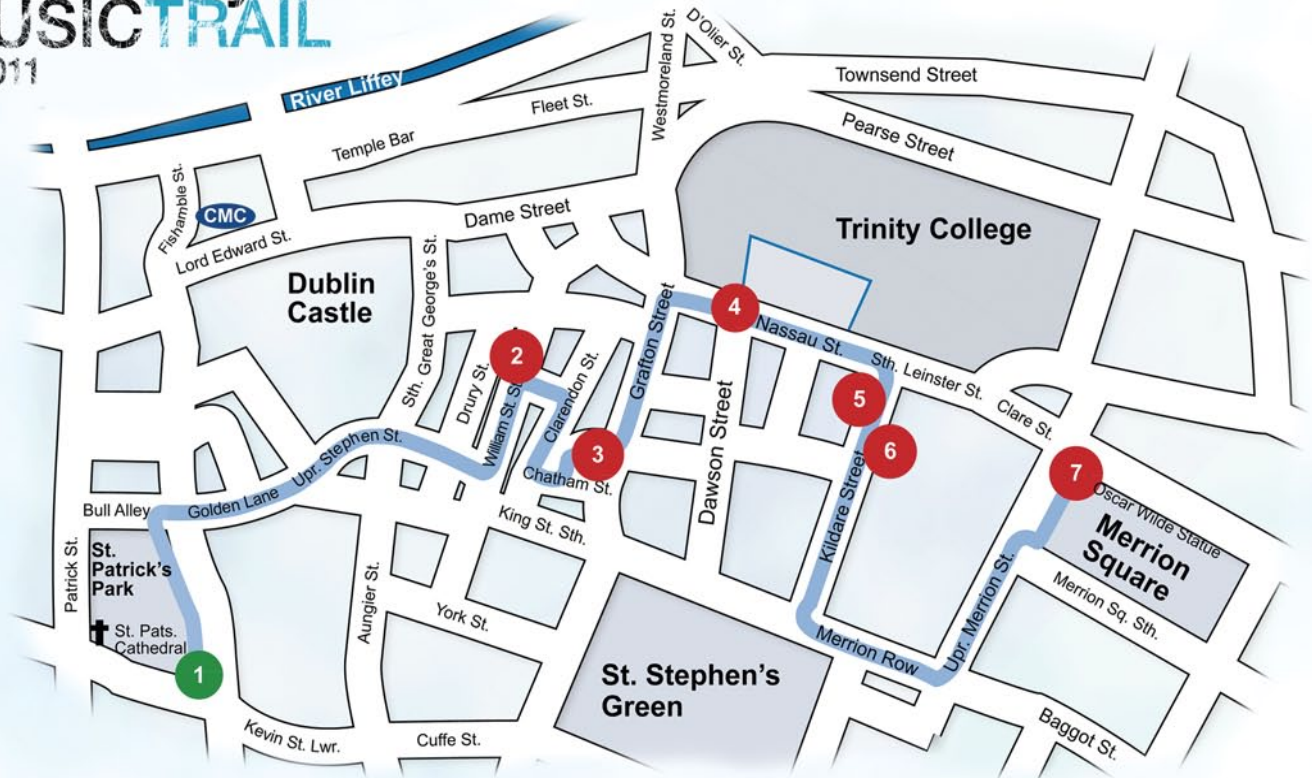 USICTRAIL
011
River Liffey
Westmoreland St.
D'Olier St.
Townsend Street
Fleet St.
Temple Bar
Pearse Street
Fishamble St.
CMC
Lord Edward St.
Dame Street
Trinity College
Dublin
Castle
Sth. Great George's St.
4
Nassau St.
Grafton Street
2
Drury St.
William St. S
Clarendon St.
Sth. Leinster St.
Clare St.
5
6
3
Chatham St.
Dawson Street
Kildare Street
7
Oscar Wilde Statue
Merrion
Square
Upr. Stephen St.
Golden Lane
Bull Alley
King St. Sth.
St.
Patrick's
Park
Patrick St.
St. Pats.
Cathedral
1
Aungier St.
York St.
Merrion Sq. Sth.
Upr. Merrion St.
Merrion Row
St. Stephen's
Green
Kevin St. Lwr.
Cuffe St.
Baggot St.